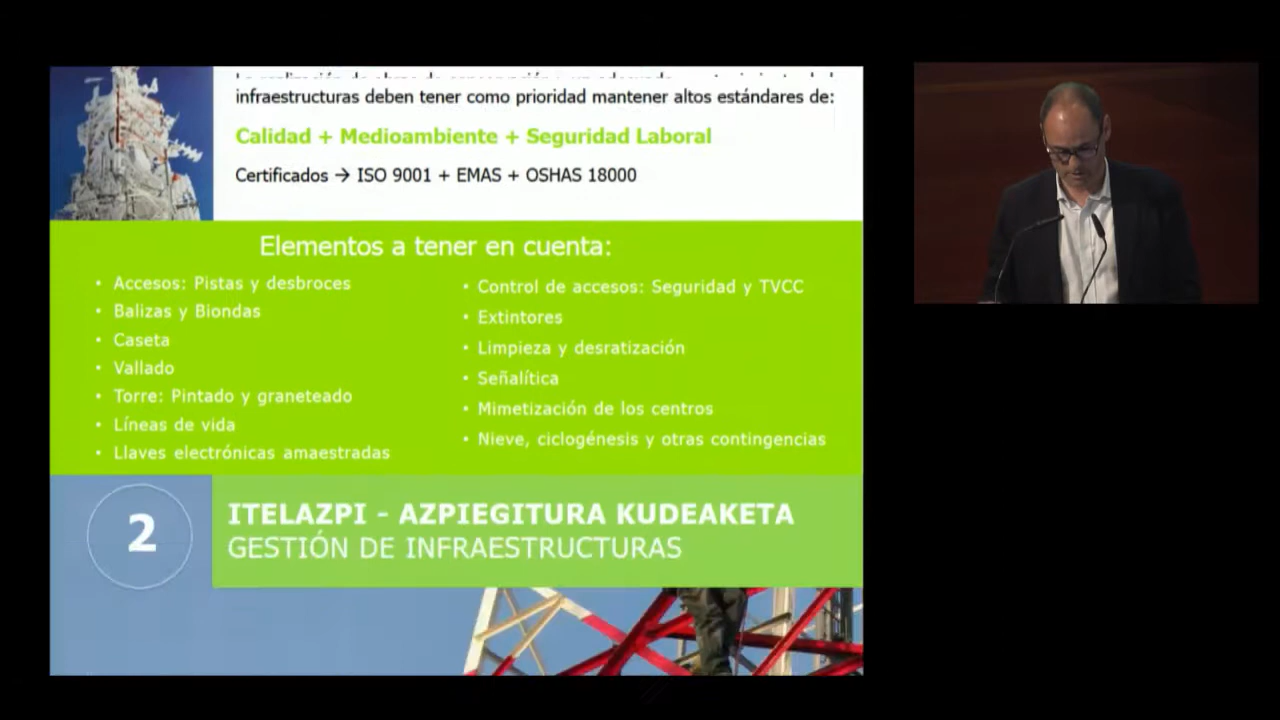 infraestructuras deben tener como prioridad mantener altos estándares de:
Calidad + Medioambiente + Seguridad Laboral
Certificados → ISO 9001 + EMAS + OSHAS 18000
Elementos a tener en cuenta:
• Accesos: Pistas y desbroces
• Balizas y Biondas
• Caseta
• Vallado
• Torre: Pintado y graneteado
• Líneas de vida
• Llaves electrónicas amaestradas
• Control de accesos: Seguridad y TVCC
• Extintores
• Limpieza y desratización
• Señalítica
• Mimetización de los centros
• Nieve, ciclogénesis y otras contingencias
2
ITELAZPI - AZPIEGITURA KUDEAKETA
GESTIÓN DE INFRAESTRUCTURAS